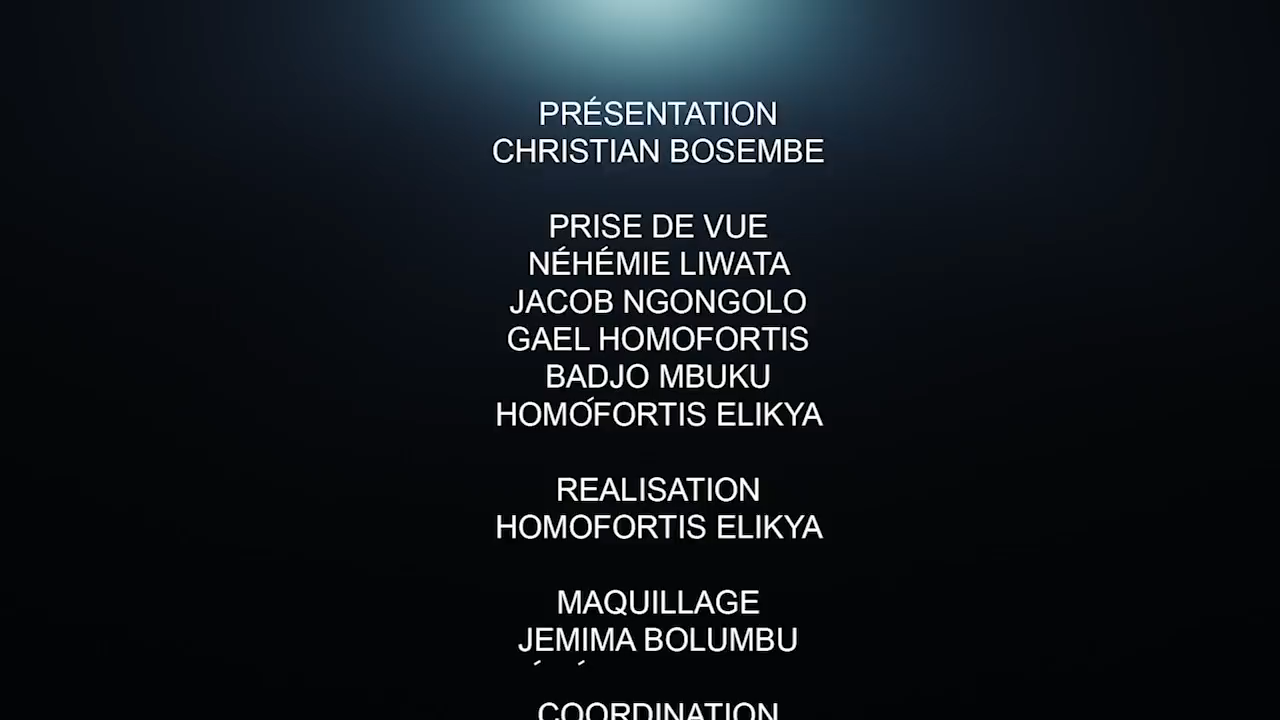 PRÉSENTATION
CHRISTIAN BOSEMBE
PRISE DE VUE
NÉHÉMIE LIWATA
JACOB NGONGOLO
GAEL HOMOFORTIS
BADJO MBUKU
HOMOFORTIS ELIKYA
REALISATION
HOMOFORTIS ELIKYA
MAQUILLAGE
JEMIMA BOLUMBU
COORDINATION